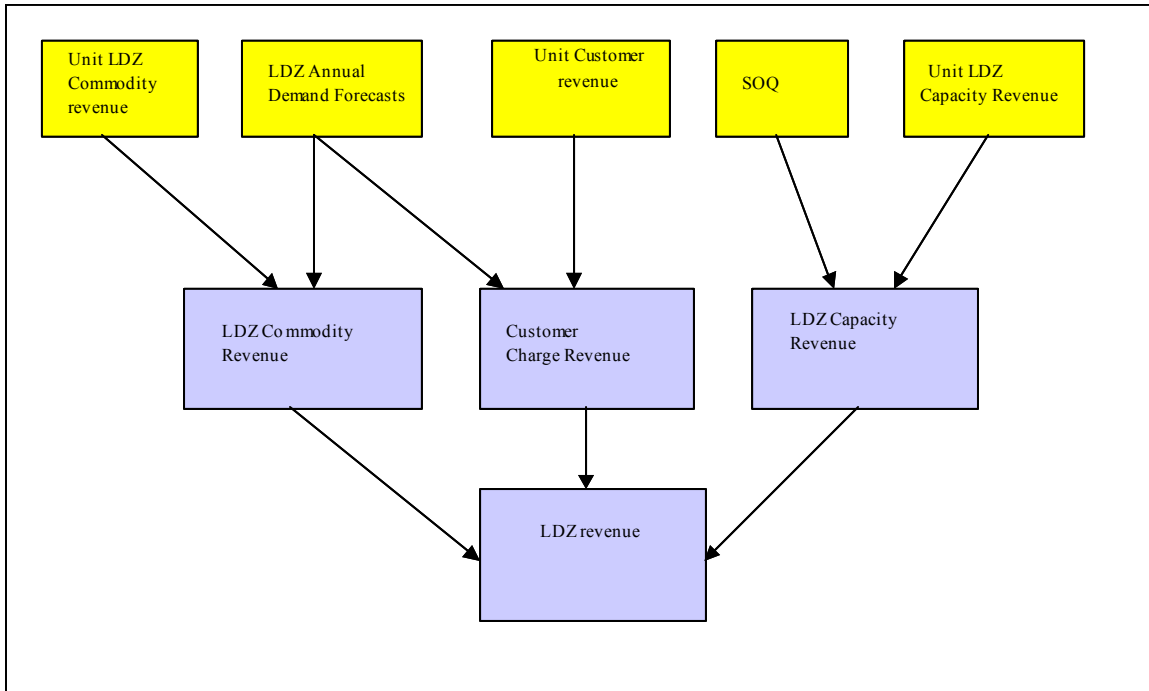 Unit LDZ
Commodity
revenue
LDZ Annual
Demand Forecasts
Unit Customer
revenue
SOQ
Unit LDZ
Capacity Revenue
LDZ Commodity
Revenue
Customer
Charge Revenue
LDZ Capacity
Revenue
LDZ revenue